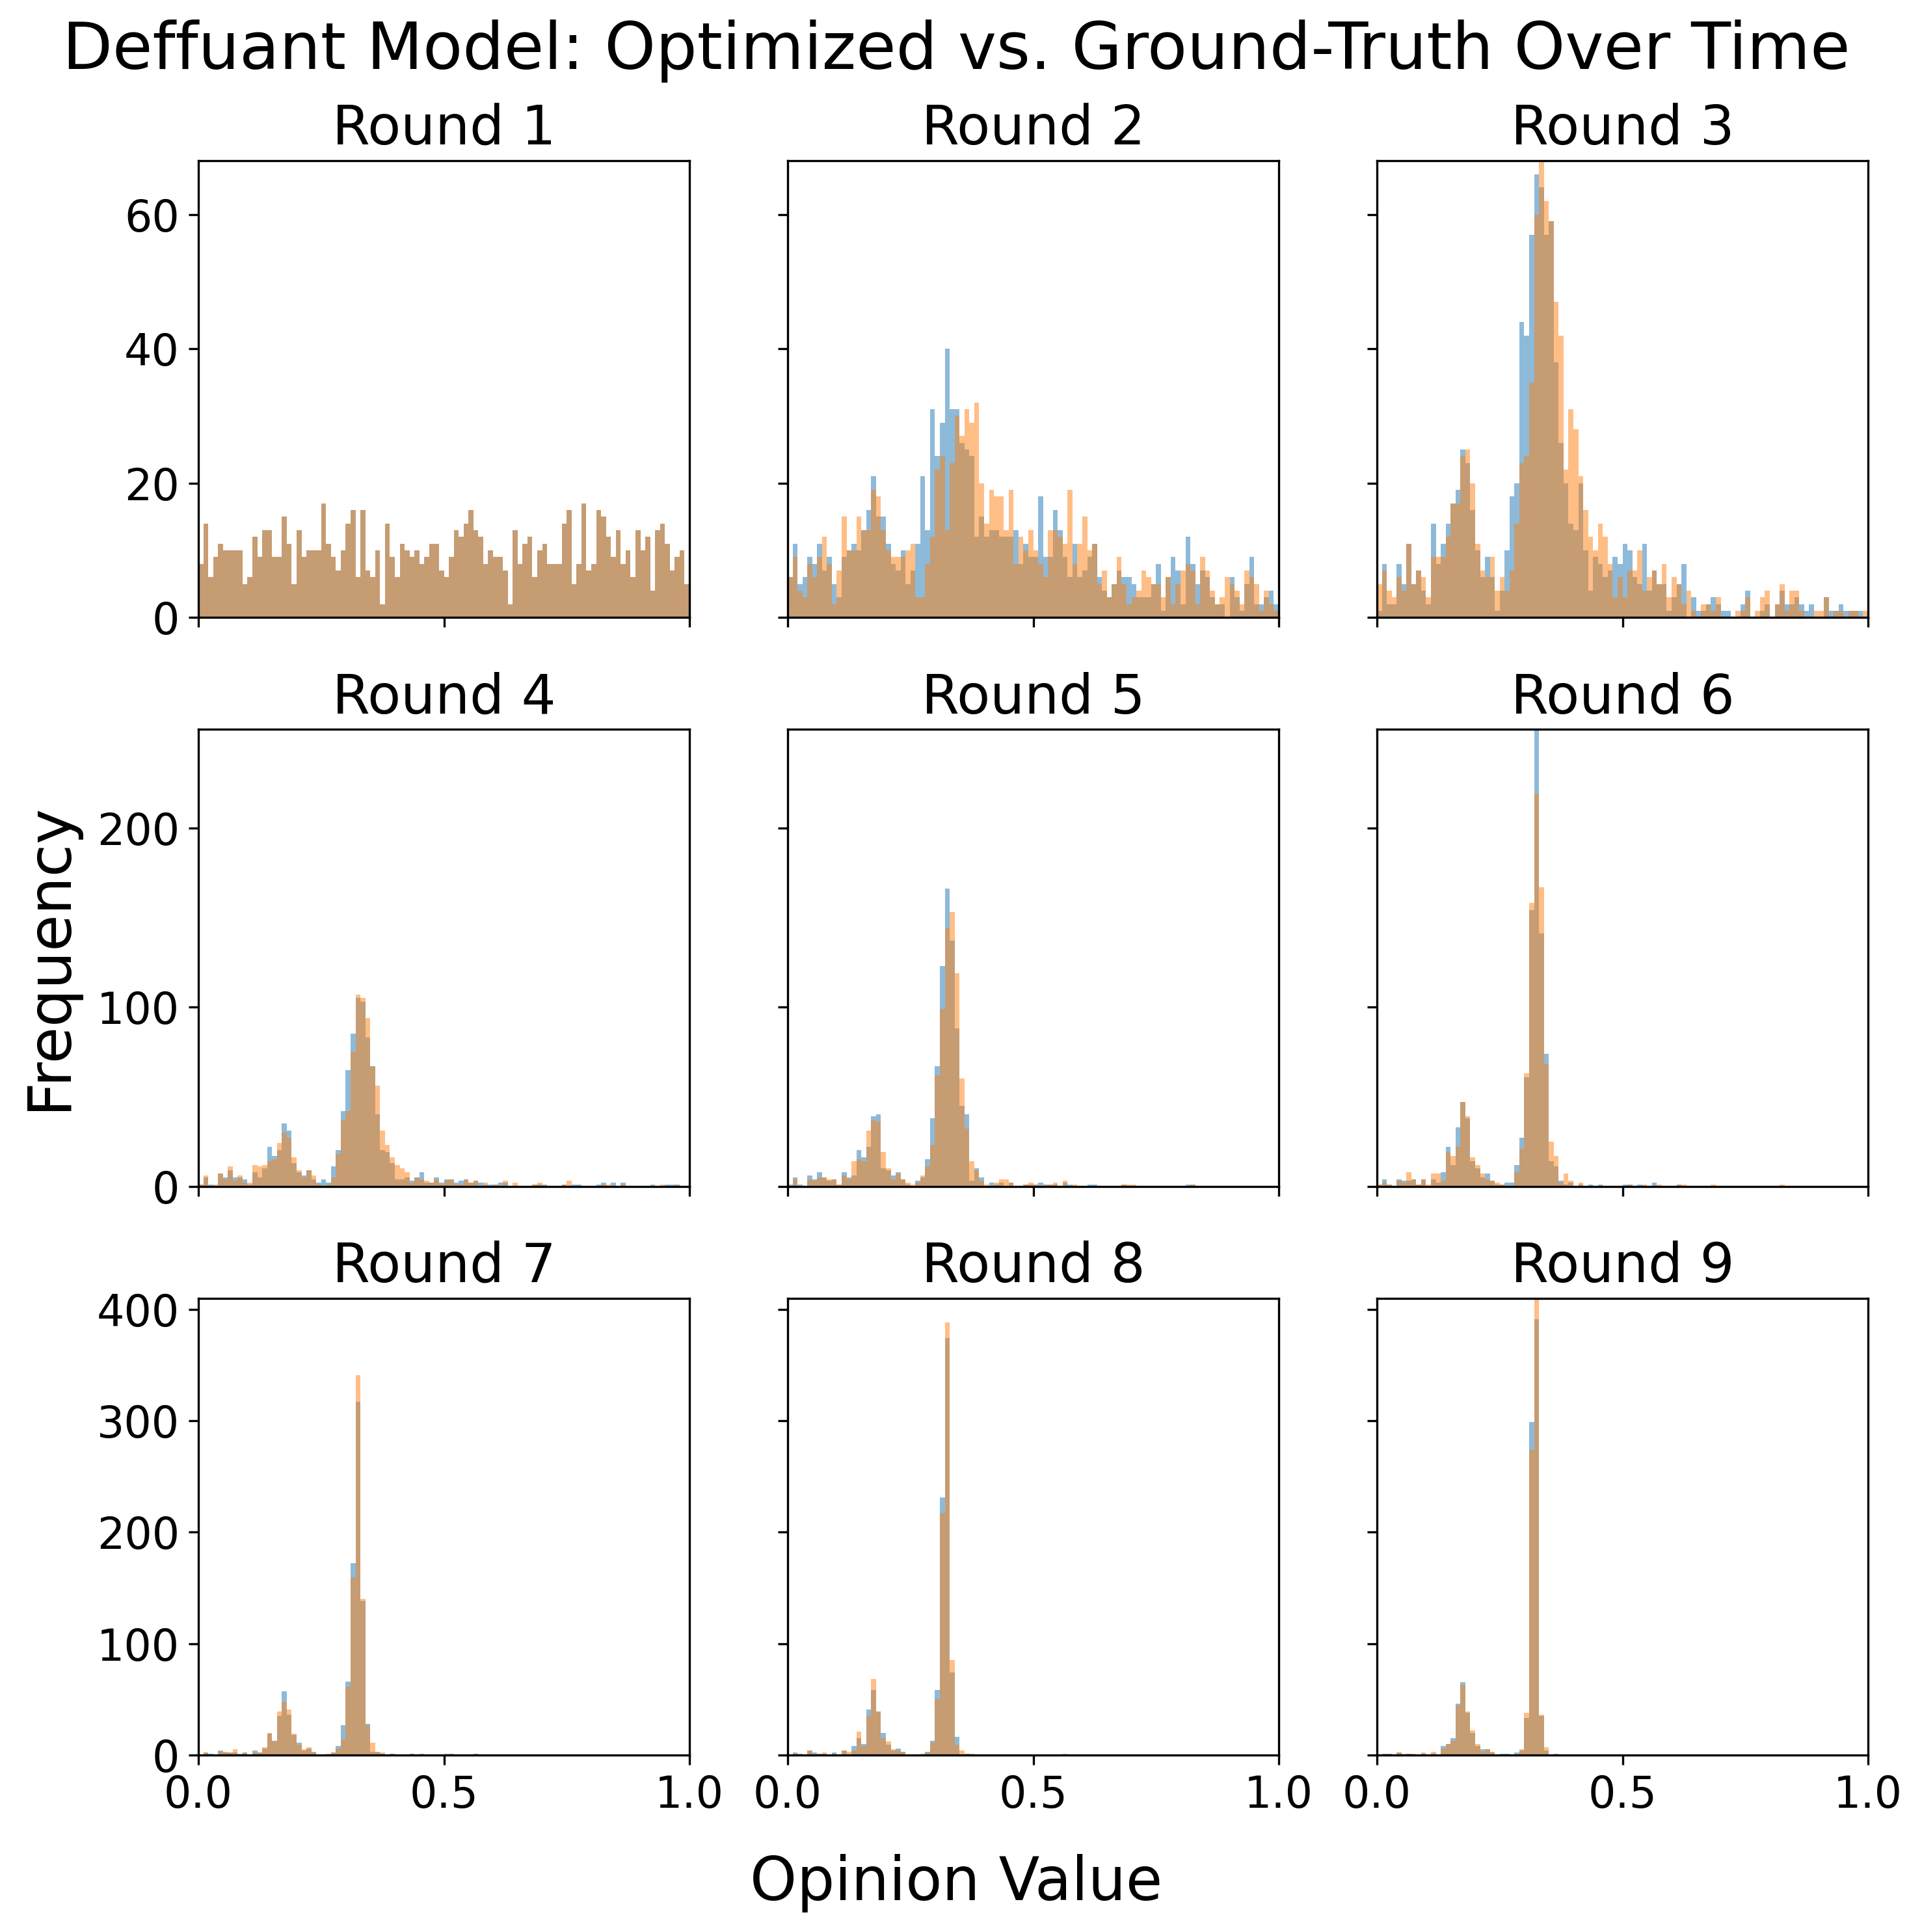 Deffuant Model: Optimized vs. Ground-Truth Over Time
Round 1
Round 2
Round 3
60
40
20
0
Round 4
Round 5
Round 6
Frequency
200
100
0
Round 7
Round 8
Round 9
400
300
200
100
0
0.0 0.5 1.0 0.0 0.5 1.0 0.0 0.5 1.0
Opinion Value